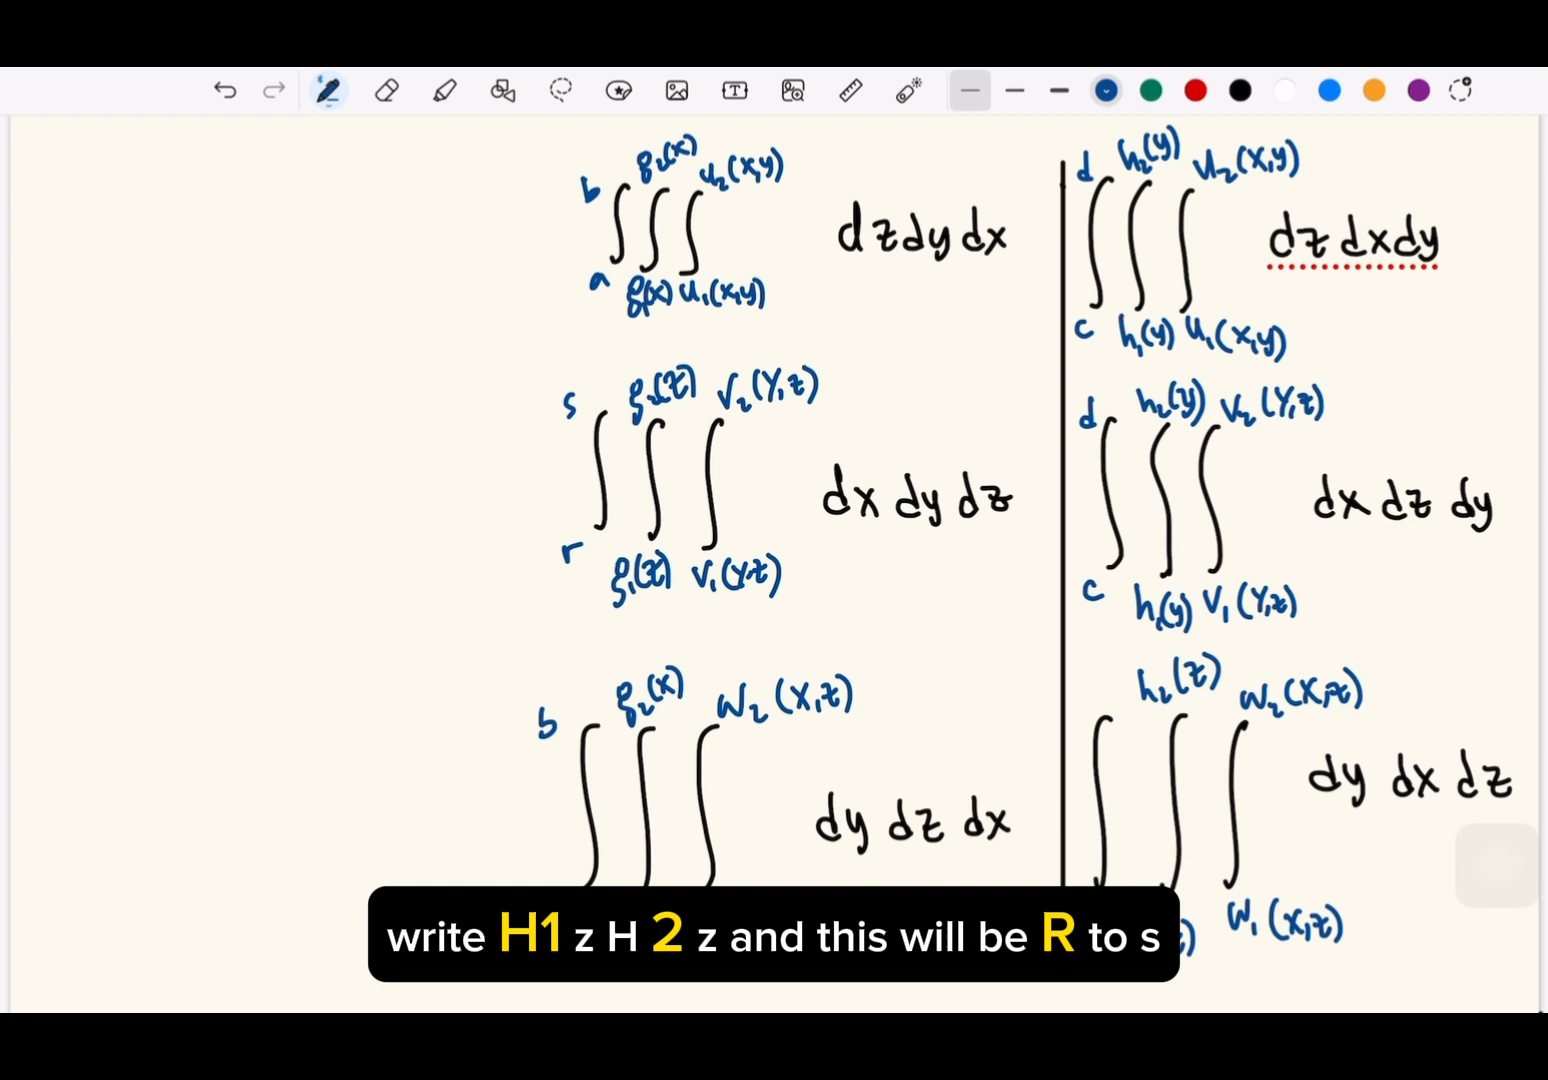 b g₂(x) u₂(x,y)
∫ ∫ ∫ dz dy dx
a g₁(x) u₁(x,y)
d h₂(y) u₂(x,y)
∫ ∫ ∫ dz dx dy
c h₁(y) u₁(x,y)
s g₂(z) v₂(y,z)
∫ ∫ ∫ dx dy dz
r g₁(z) v₁(y,z)
d h₂(y) v₂(y,z)
∫ ∫ ∫ dx dz dy
c h₁(y) v₁(y,z)
b g₂(x) w₂(x,z)
∫ ∫ ∫ dy dz dx
h₂(z) w₂(x,z)
∫ ∫ ∫ dy dx dz
w₁(x,z)
write H1 z H 2 z and this will be R to s